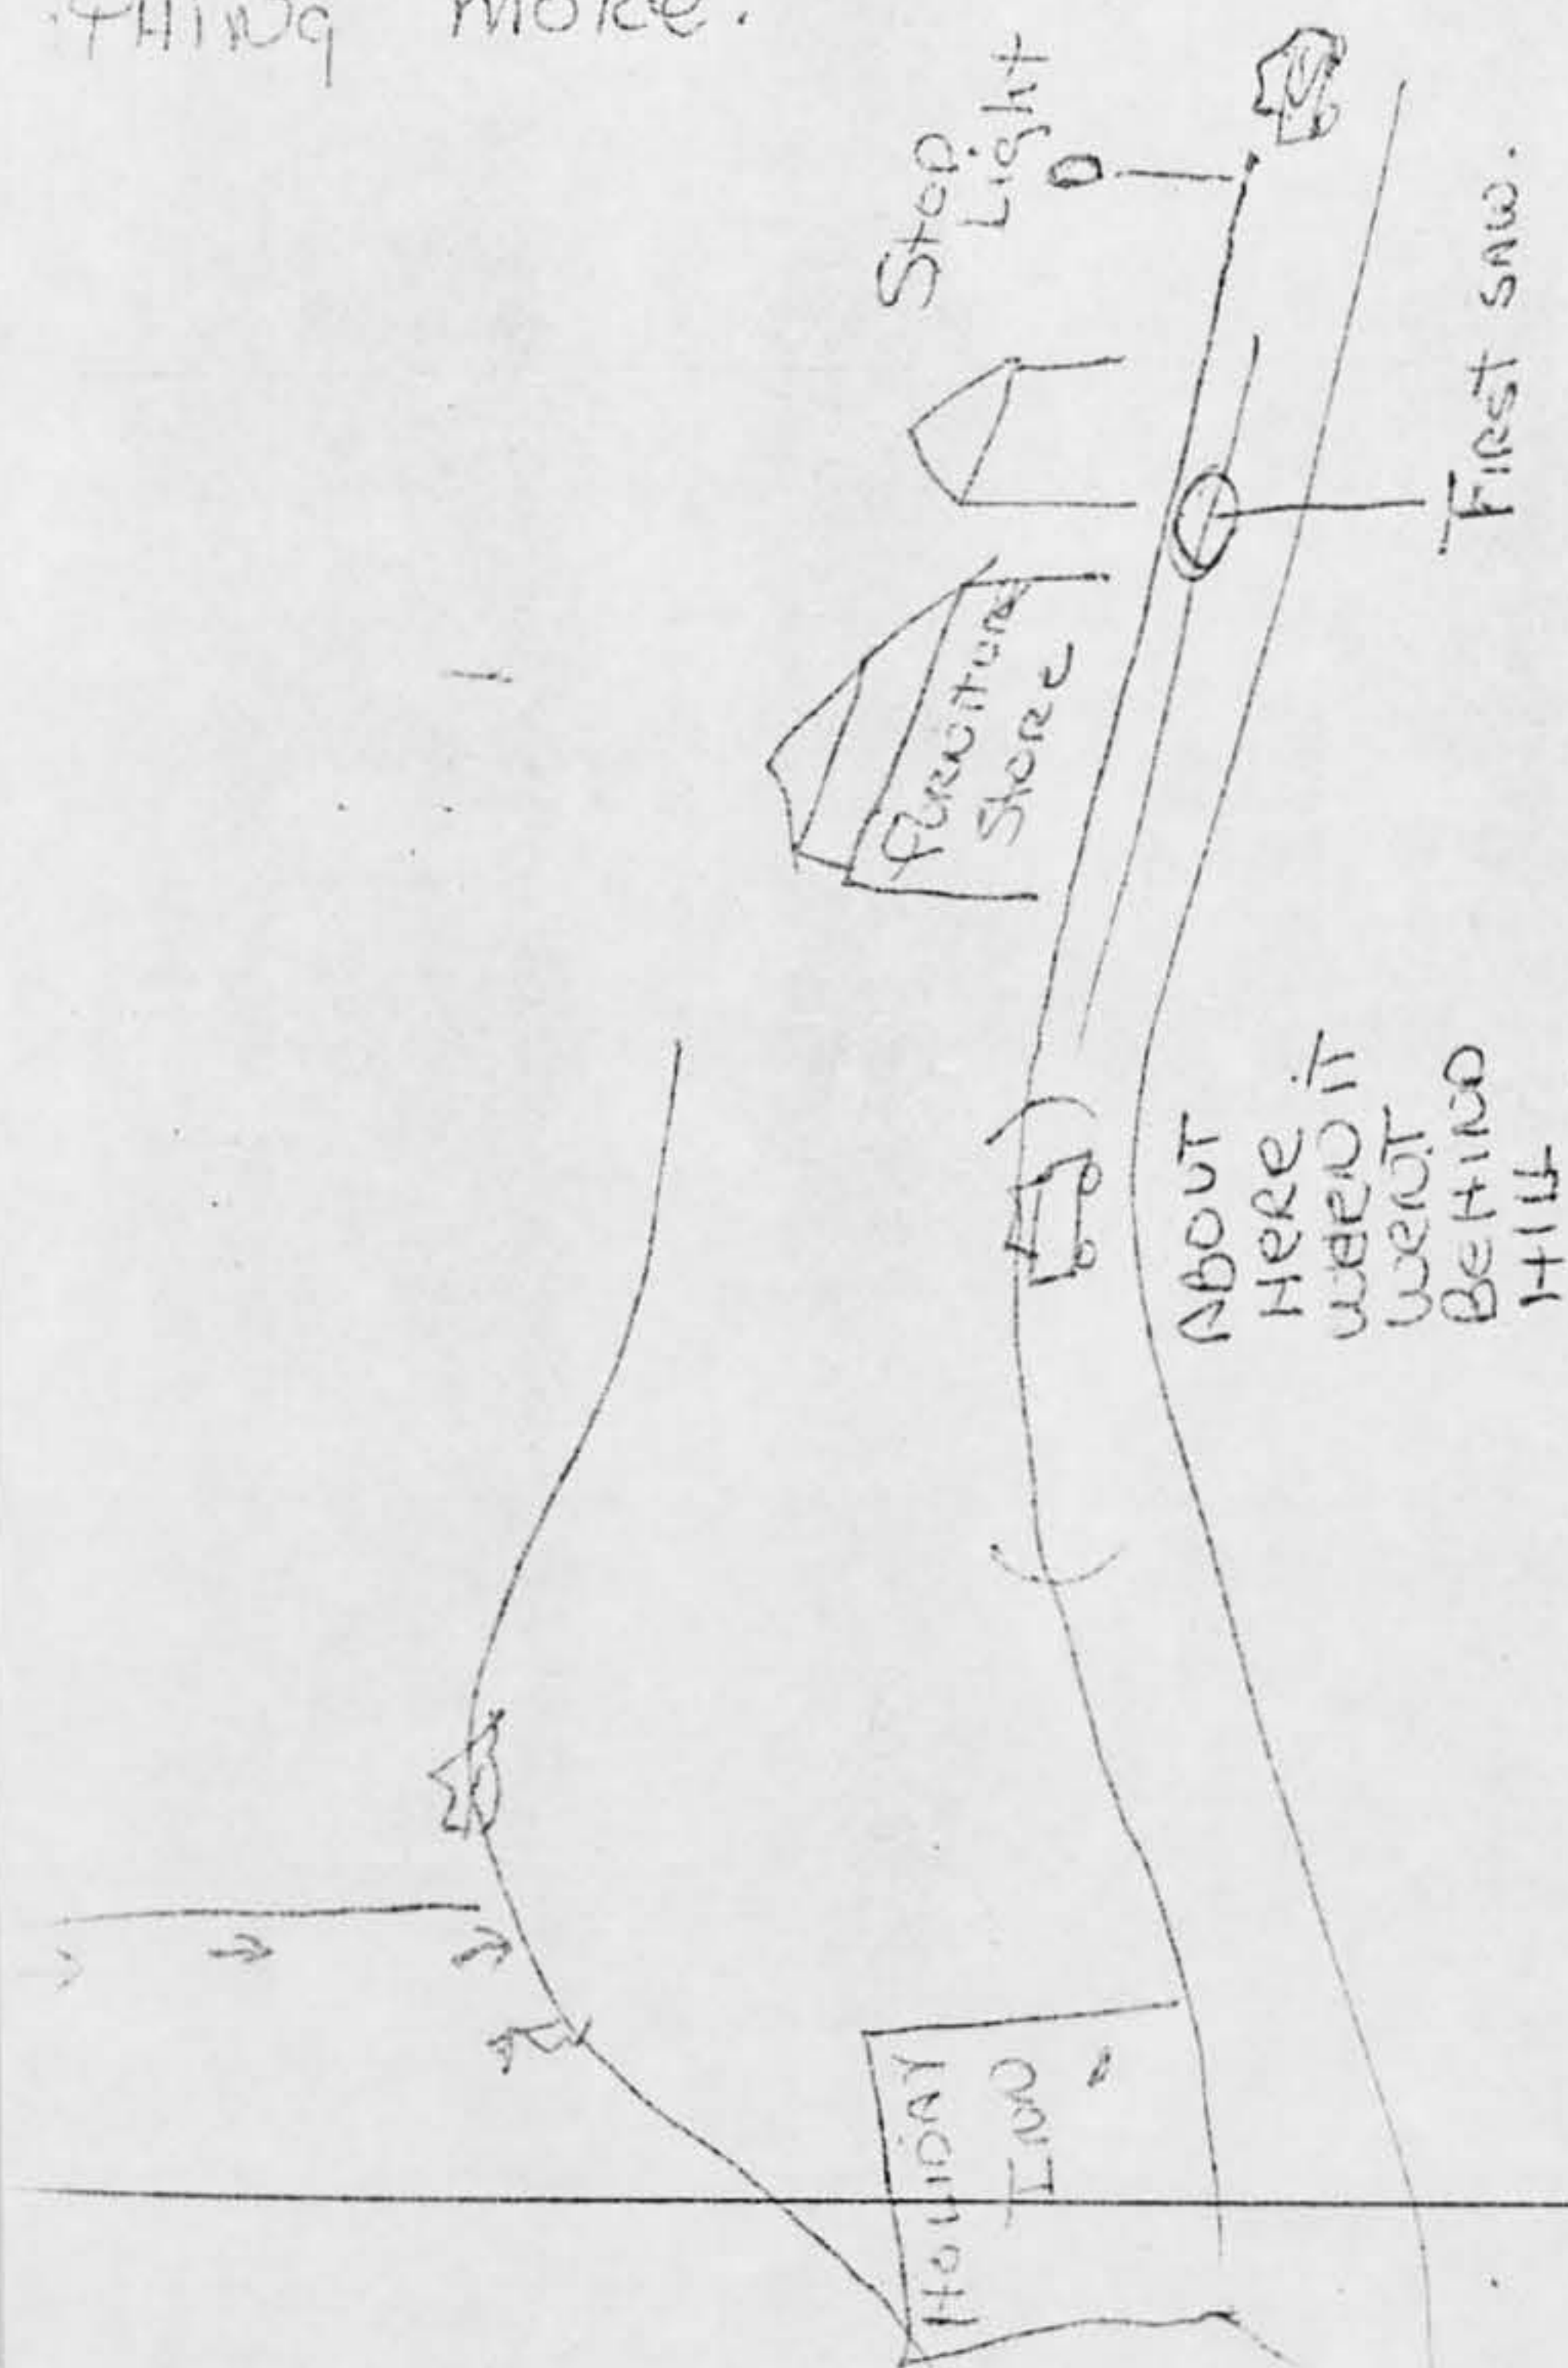 THING MORE.
Stop
Light
FIRST SAW.
furniture
Store
ABOUT
HERE
WHEN IT
WENT
BEHIND
HILL
HOLIDAY
INN